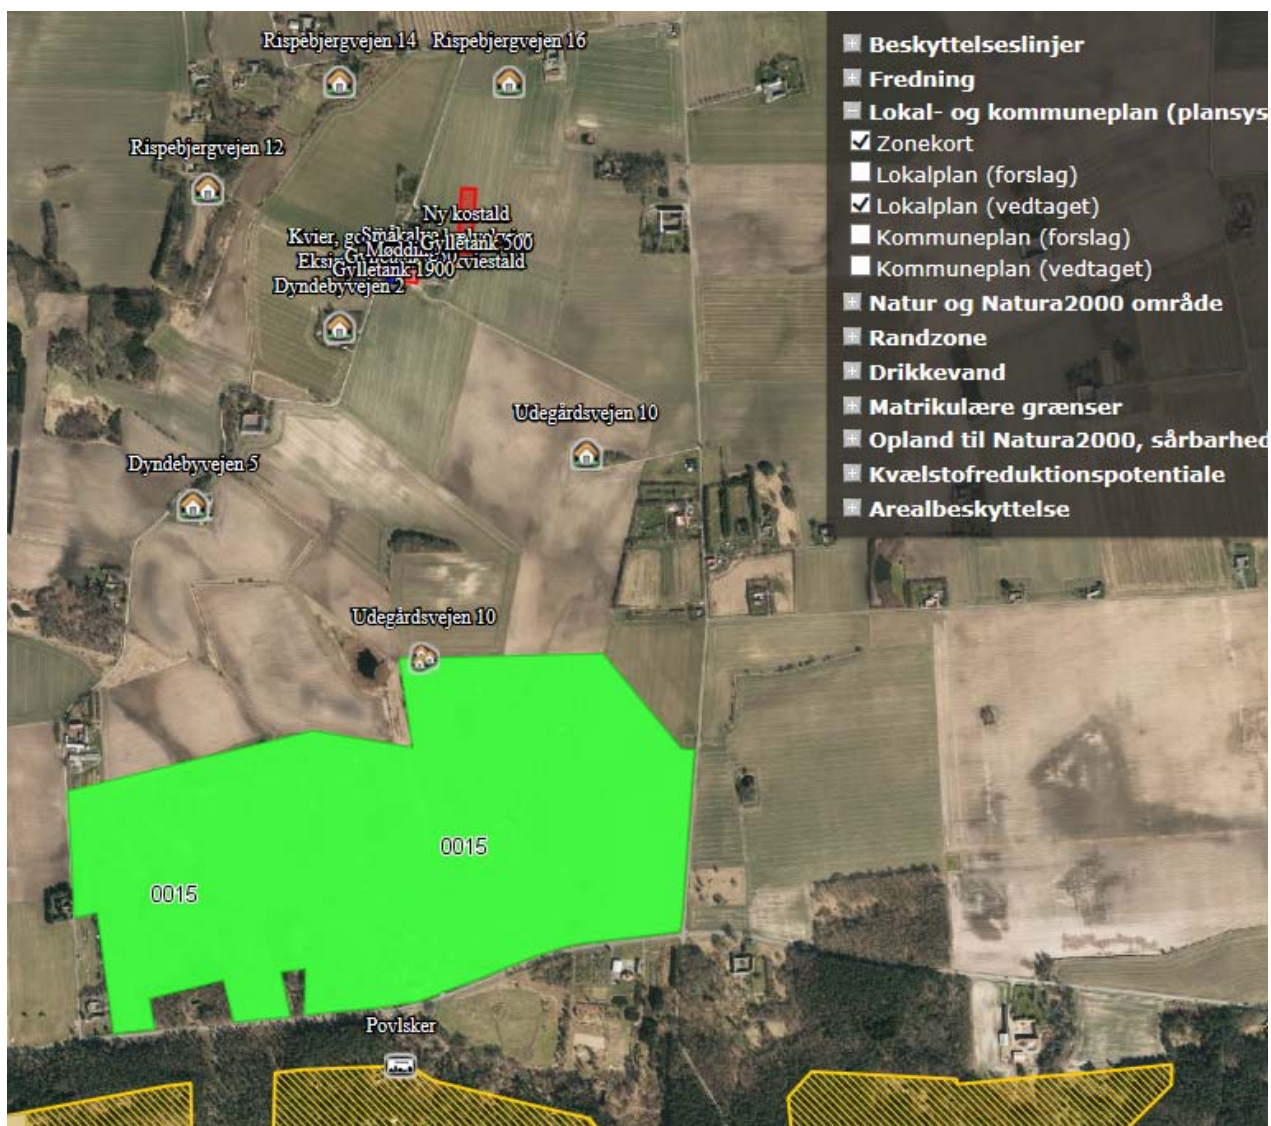 Rispebjergvejen 14
Rispebjergvejen 16
Rispebjergvejen 12
Ny kostald
Kvier,
Gylletank 500
Gylletank 1900
Dyndebyvejen 2
Udegårdsvejen 10
Dyndebyvejen 5
Udegårdsvejen 10
0015
0015
Povlsker
Beskyttelseslinjer
Fredning
Lokal- og kommuneplan (plansys
Zonekort
Lokalplan (forslag)
Lokalplan (vedtaget)
Kommuneplan (forslag)
Kommuneplan (vedtaget)
Natur og Natura2000 område
Randzone
Drikkevand
Matrikulære grænser
Opland til Natura2000, sårbarhed
Kvælstofreduktionspotentiale
Arealbeskyttelse